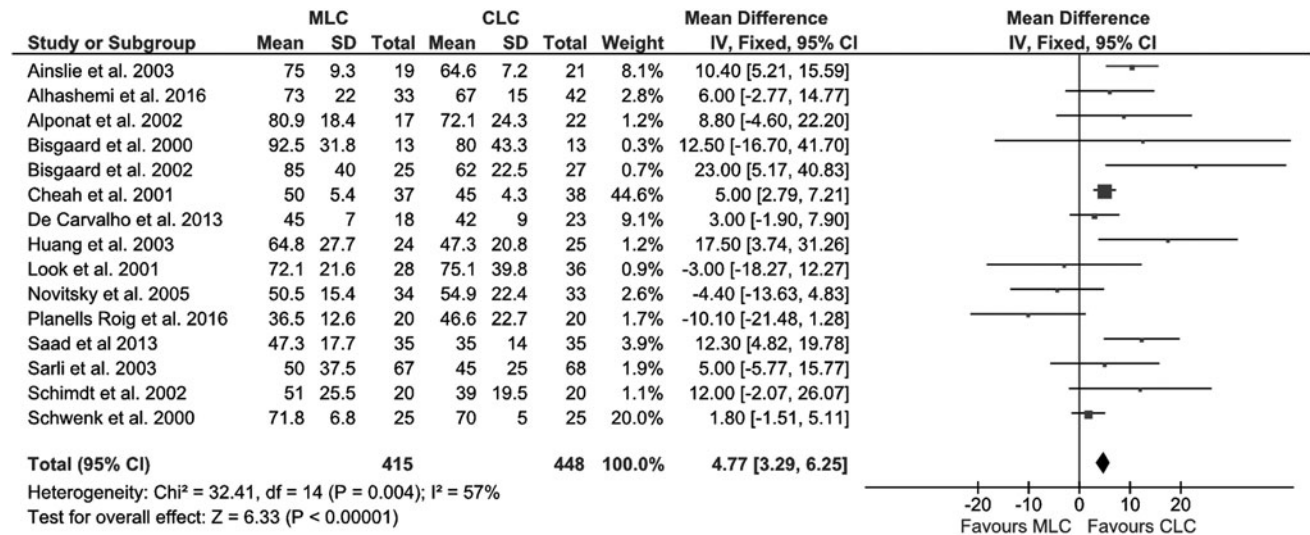 MLC CLC Mean Difference Mean Difference
Study or Subgroup Mean SD Total Mean SD Total Weight IV, Fixed, 95% CI IV, Fixed, 95% CI
Ainslie et al. 2003 75 9.3 19 64.6 7.2 21 8.1% 10.40 [5.21, 15.59]
Alhashemi et al. 2016 73 22 33 67 15 42 2.8% 6.00 [-2.77, 14.77]
Alponat et al. 2002 80.9 18.4 17 72.1 24.3 22 1.2% 8.80 [-4.60, 22.20]
Bisgaard et al. 2000 92.5 31.8 13 80 43.3 13 0.3% 12.50 [-16.70, 41.70]
Bisgaard et al. 2002 85 40 25 62 22.5 27 0.7% 23.00 [5.17, 40.83]
Cheah et al. 2001 50 5.4 37 45 4.3 38 44.6% 5.00 [2.79, 7.21]
De Carvalho et al. 2013 45 7 18 42 9 23 9.1% 3.00 [-1.90, 7.90]
Huang et al. 2003 64.8 27.7 24 47.3 20.8 25 1.2% 17.50 [3.74, 31.26]
Look et al. 2001 72.1 21.6 28 75.1 39.8 36 0.9% -3.00 [-18.27, 12.27]
Novitsky et al. 2005 50.5 15.4 34 54.9 22.4 33 2.6% -4.40 [-13.63, 4.83]
Planells Roig et al. 2016 36.5 12.6 20 46.6 22.7 20 1.7% -10.10 [-21.48, 1.28]
Saad et al 2013 47.3 17.7 35 35 14 35 3.9% 12.30 [4.82, 19.78]
Sarli et al. 2003 50 37.5 67 45 25 68 1.9% 5.00 [-5.77, 15.77]
Schimdt et al. 2002 51 25.5 20 39 19.5 20 1.1% 12.00 [-2.07, 26.07]
Schwenk et al. 2000 71.8 6.8 25 70 5 25 20.0% 1.80 [-1.51, 5.11]
Total (95% CI) 415 448 100.0% 4.77 [3.29, 6.25]
Heterogeneity: Chi² = 32.41, df = 14 (P = 0.004); I² = 57%
Test for overall effect: Z = 6.33 (P < 0.00001)
-20 -10 0 10 20
Favours MLC Favours CLC